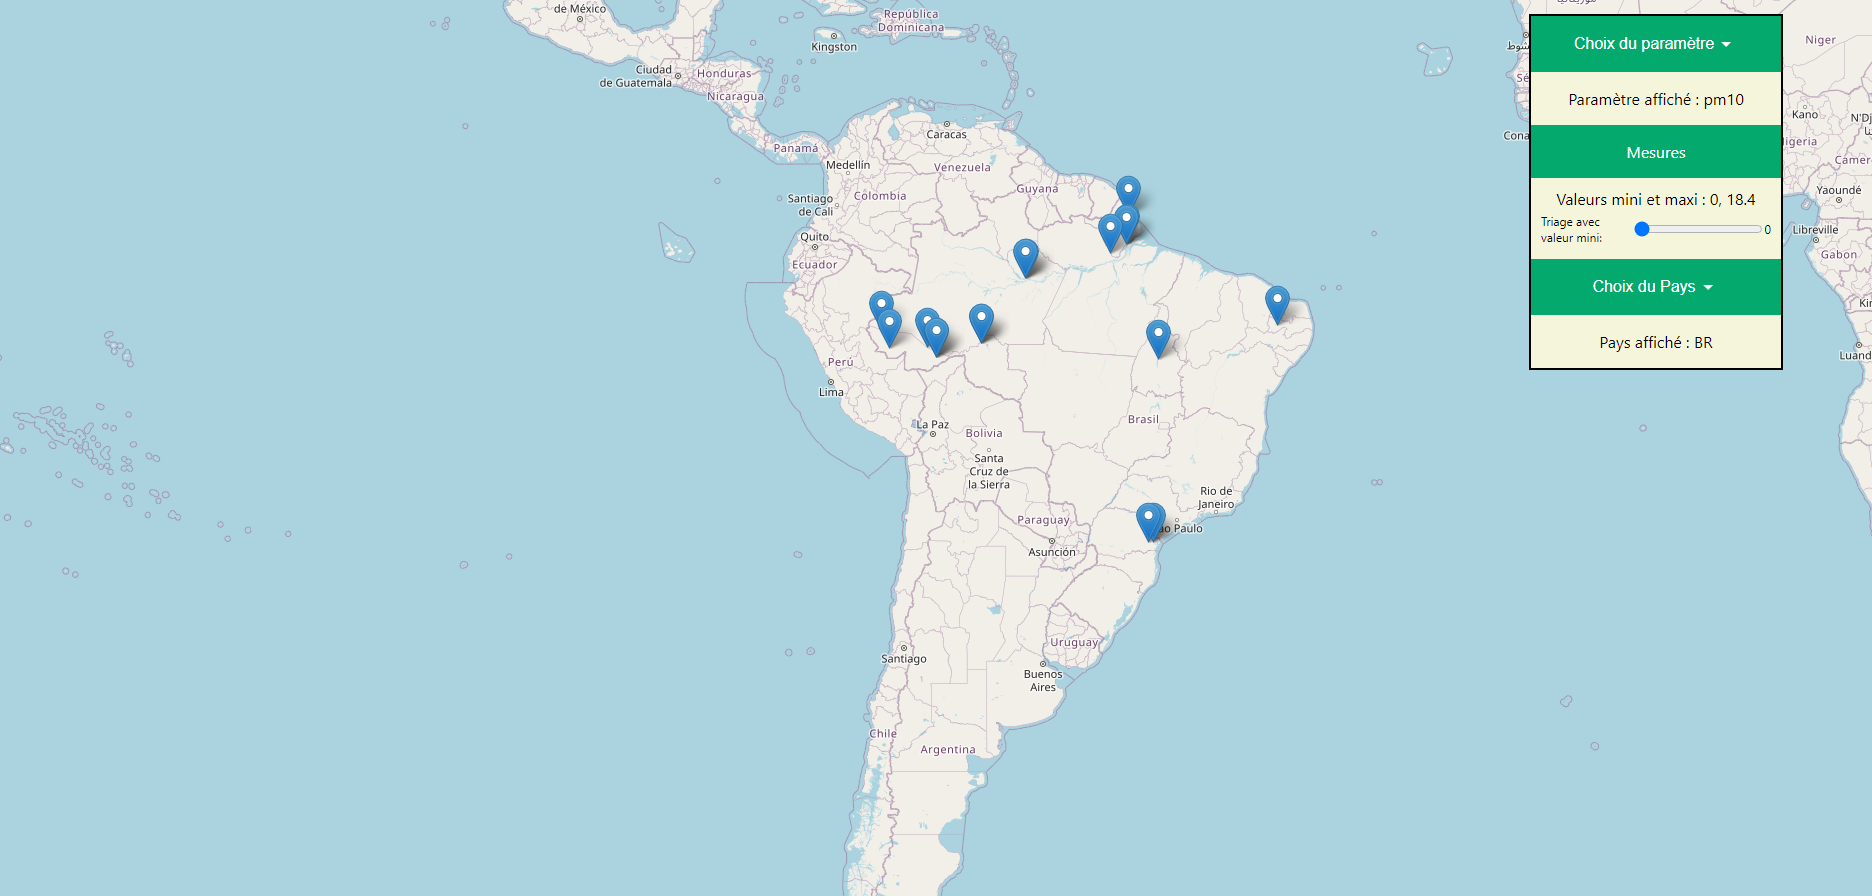 de México
República
Dominicana
Kingston
Ciudad
de Guatemala
Honduras
Nicaragua
Panamá
Caracas
Medellín
Venezuela
Guyana
Santiago
de Cali
Colombia
Quito
Ecuador
Perú
Lima
La Paz
Bolivia
Santa
Cruz de
la Sierra
Brasil
Rio de
Janeiro
ão Paulo
Paraguay
Asunción
Uruguay
Buenos
Aires
Santiago
Chile
Argentina
Choix du paramètre
Paramètre affiché : pm10
Mesures
Valeurs mini et maxi : 0, 18.4
Triage avec
valeur mini:
0
Choix du Pays
Pays affiché : BR
موريتانيا
Niger
Sé
Kano
N'Dj
Cona
igeria
Camer
Yaoundé
Libreville
Gabon
Kin
Luand